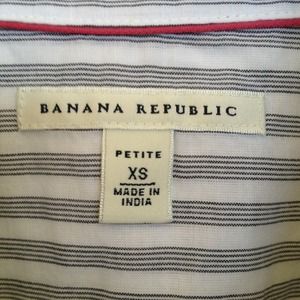 BANANA REPUBLIC
PETITE
XS
MADE IN
INDIA